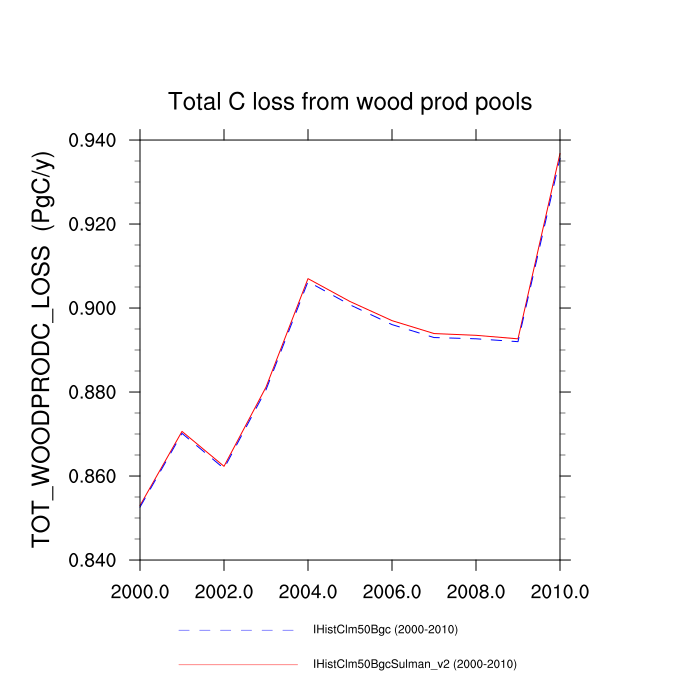 Total C loss from wood prod pools
TOT_WOODPRODC_LOSS (PgC/y)
0.940
0.920
0.900
0.880
0.860
0.840
2000.0 2002.0 2004.0 2006.0 2008.0 2010.0
IHistClm50Bgc (2000-2010)
IHistClm50BgcSulman_v2 (2000-2010)